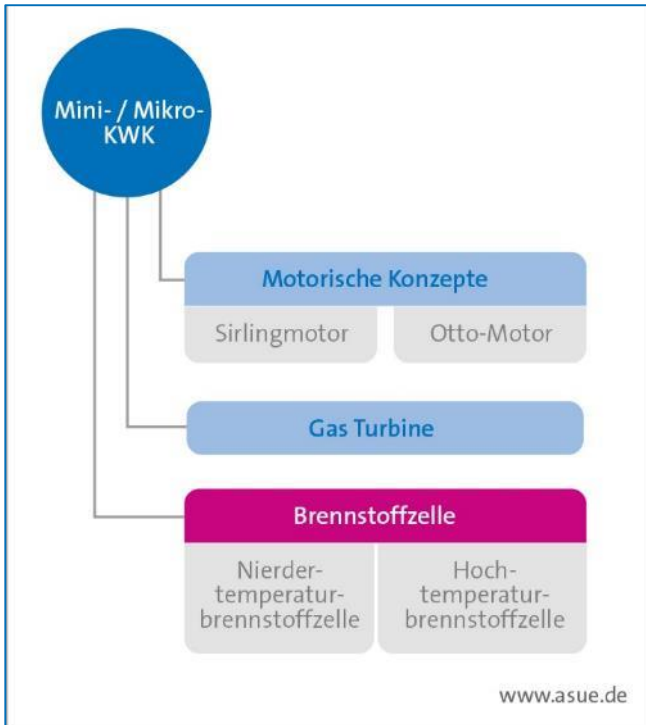 Mini- / Mikro-
KWK
Motorische Konzepte
Sirlingmotor
Otto-Motor
Gas Turbine
Brennstoffzelle
Nierder-
temperatur-
brennstoffzelle
Hoch-
temperatur-
brennstoffzelle
www.asue.de